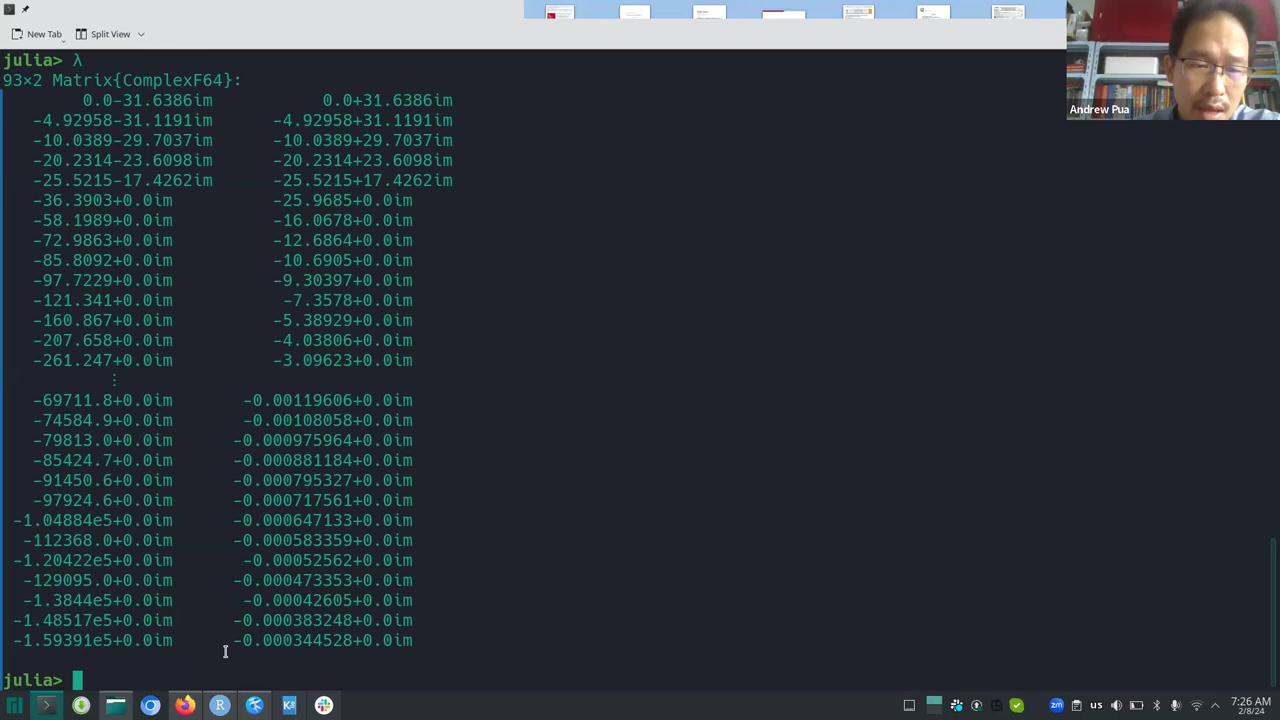 New Tab
Split View
julia> λ
93×2 Matrix{ComplexF64}:
0.0-31.6386im 0.0+31.6386im
-4.92958-31.1191im -4.92958+31.1191im
-10.0389-29.7037im -10.0389+29.7037im
-20.2314-23.6098im -20.2314+23.6098im
-25.5215-17.4262im -25.5215+17.4262im
-36.3903+0.0im -25.9685+0.0im
-58.1989+0.0im -16.0678+0.0im
-72.9863+0.0im -12.6864+0.0im
-85.8092+0.0im -10.6905+0.0im
-97.7229+0.0im -9.30397+0.0im
-121.341+0.0im -7.3578+0.0im
-160.867+0.0im -5.38929+0.0im
-207.658+0.0im -4.03806+0.0im
-261.247+0.0im -3.09623+0.0im
⋮
-69711.8+0.0im -0.00119606+0.0im
-74584.9+0.0im -0.00108058+0.0im
-79813.0+0.0im -0.000975964+0.0im
-85424.7+0.0im -0.000881184+0.0im
-91450.6+0.0im -0.000795327+0.0im
-97924.6+0.0im -0.000717561+0.0im
-1.04884e5+0.0im -0.000647133+0.0im
-112368.0+0.0im -0.000583359+0.0im
-1.20422e5+0.0im -0.00052562+0.0im
-129095.0+0.0im -0.000473353+0.0im
-1.3844e5+0.0im -0.00042605+0.0im
-1.48517e5+0.0im -0.000383248+0.0im
-1.59391e5+0.0im -0.000344528+0.0im
julia>
Andrew Pua
zm
us
7:26 AM
2/8/24